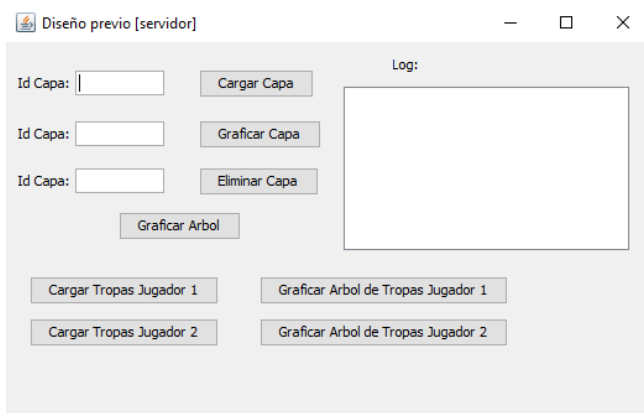 Diseño previo [servidor]
Log:
Id Capa: Cargar Capa
Id Capa: Graficar Capa
Id Capa: Eliminar Capa
Graficar Arbol
Cargar Tropas Jugador 1 Graficar Arbol de Tropas Jugador 1
Cargar Tropas Jugador 2 Graficar Arbol de Tropas Jugador 2